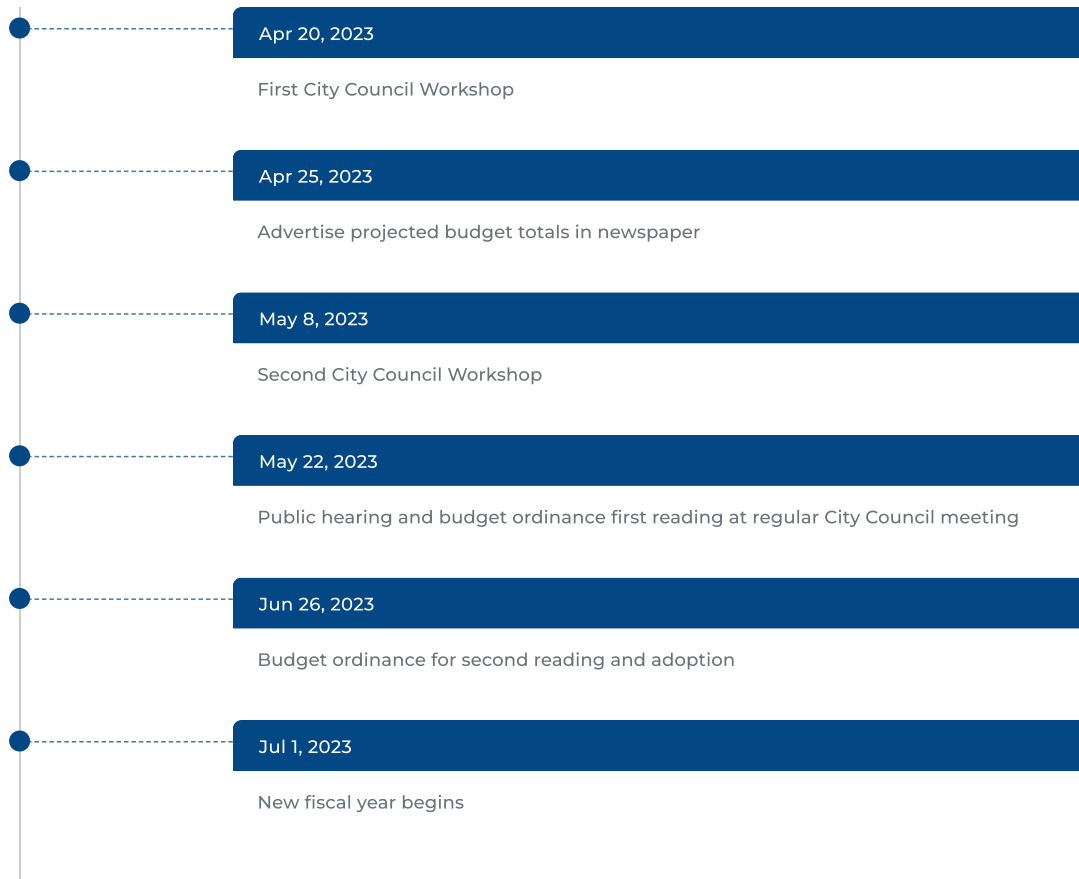 Apr 20, 2023
First City Council Workshop
Apr 25, 2023
Advertise projected budget totals in newspaper
May 8, 2023
Second City Council Workshop
May 22, 2023
Public hearing and budget ordinance first reading at regular City Council meeting
Jun 26, 2023
Budget ordinance for second reading and adoption
Jul 1, 2023
New fiscal year begins